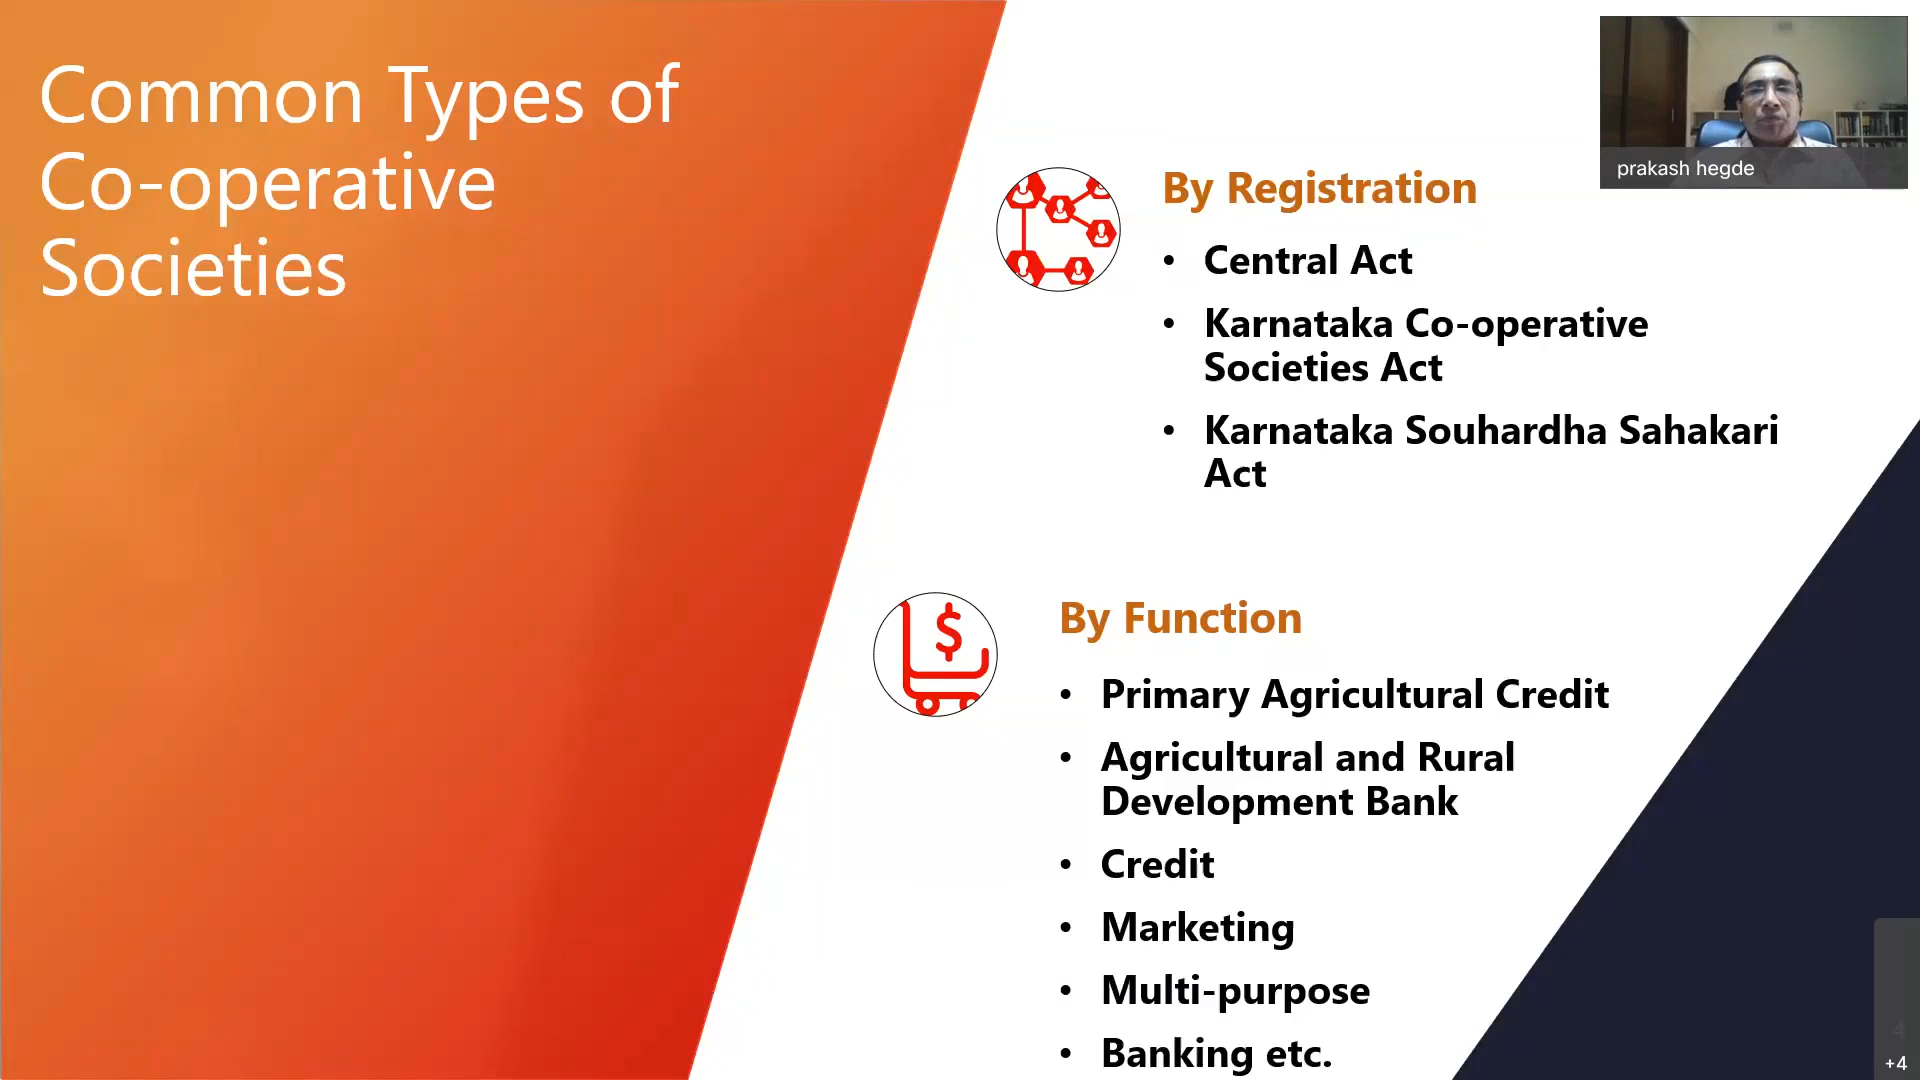 Common Types of
Co-operative
Societies
prakash hegde
By Registration
• Central Act
• Karnataka Co-operative
Societies Act
• Karnataka Souhardha Sahakari
Act
$
By Function
• Primary Agricultural Credit
• Agricultural and Rural
Development Bank
• Credit
• Marketing
• Multi-purpose
• Banking etc.
4
+4